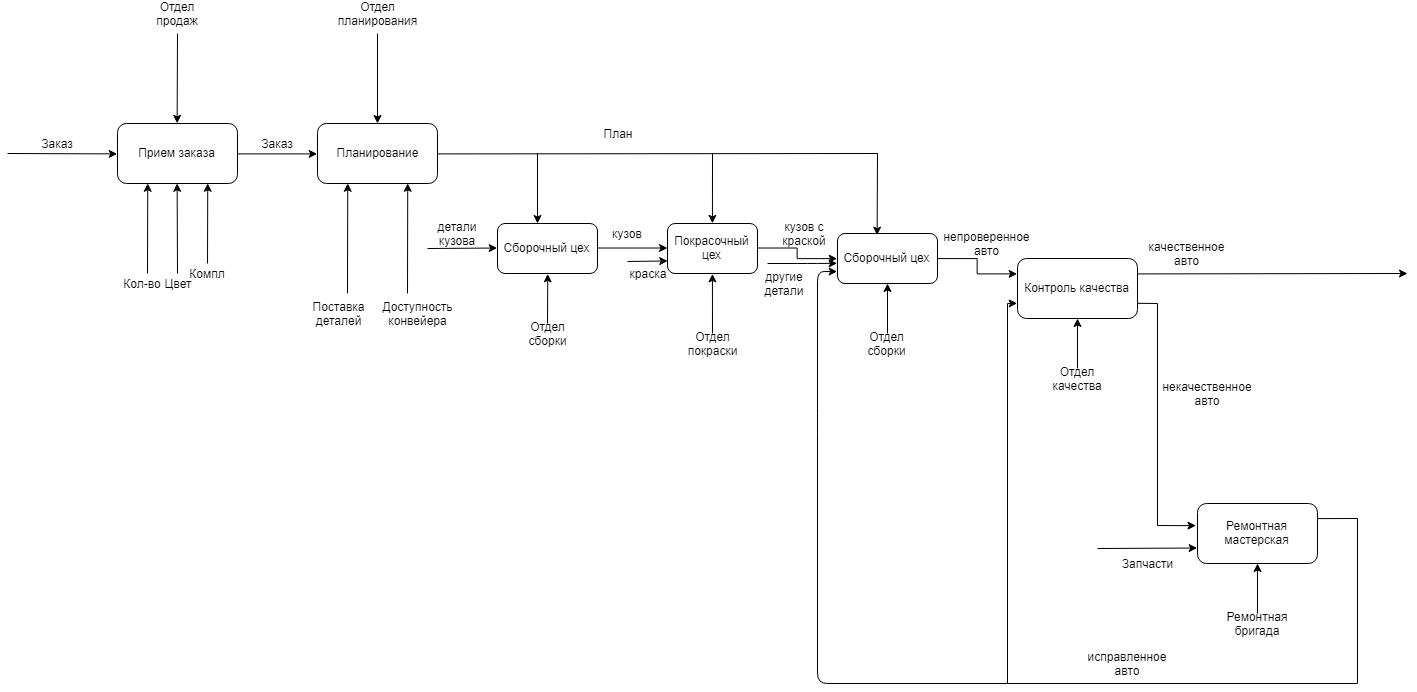 Отдел
продаж
Отдел
планирования
Заказ
Прием заказа
Заказ
Планирование
План
Кол-во
Цвет
Компл
Поставка
деталей
Доступность
конвейера
детали
кузова
Сборочный цех
Отдел
сборки
кузов
краска
Покрасочный
цех
Отдел
покраски
кузов с
краской
другие
детали
Сборочный цех
Отдел
сборки
непроверенное
авто
Контроль качества
Отдел
качества
качественное
авто
некачественное
авто
Ремонтная
мастерская
Запчасти
Ремонтная
бригада
исправленное
авто